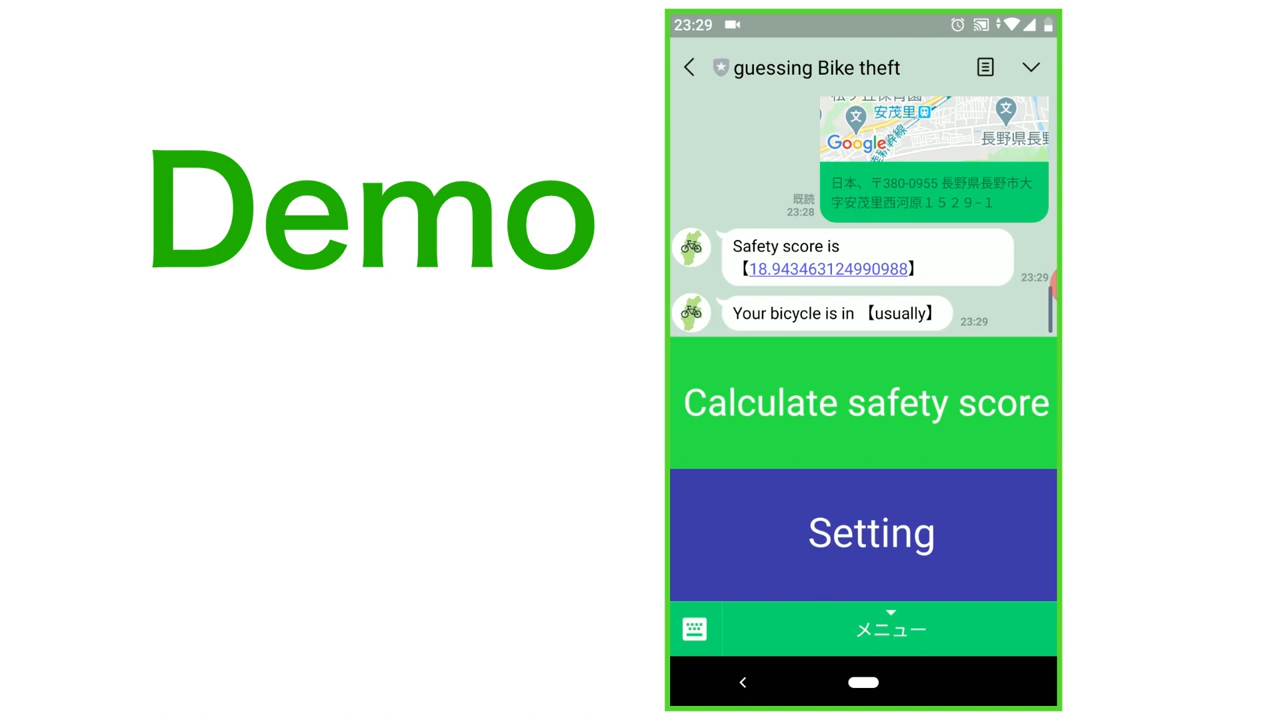 Demo
23:29
guessing Bike theft
安茂里
文
文
Google
長野県長野
日本、〒380-0955 長野県長野市大
字安茂里西河原１５２９−１
既読
23:28
Safety score is
【18.943463124990988】
23:29
Your bicycle is in 【usually】
23:29
Calculate safety score
Setting
メニュー